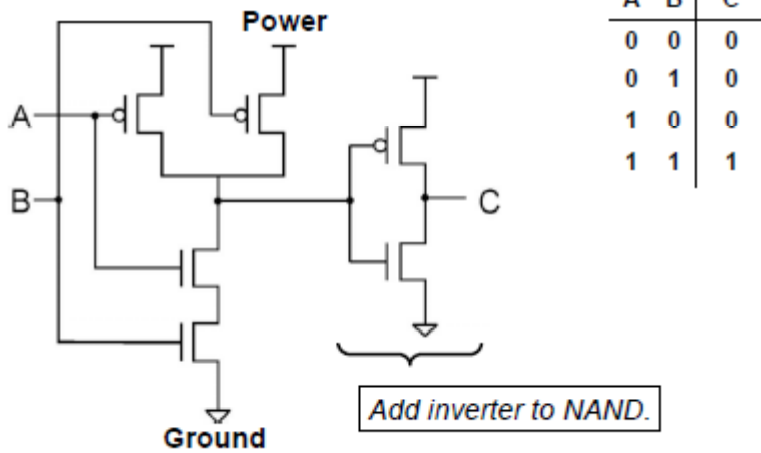 Power
A B C
0 0 0
0 1 0
A
1 0 0
1 1 1
B
C
Add inverter to NAND.
Ground